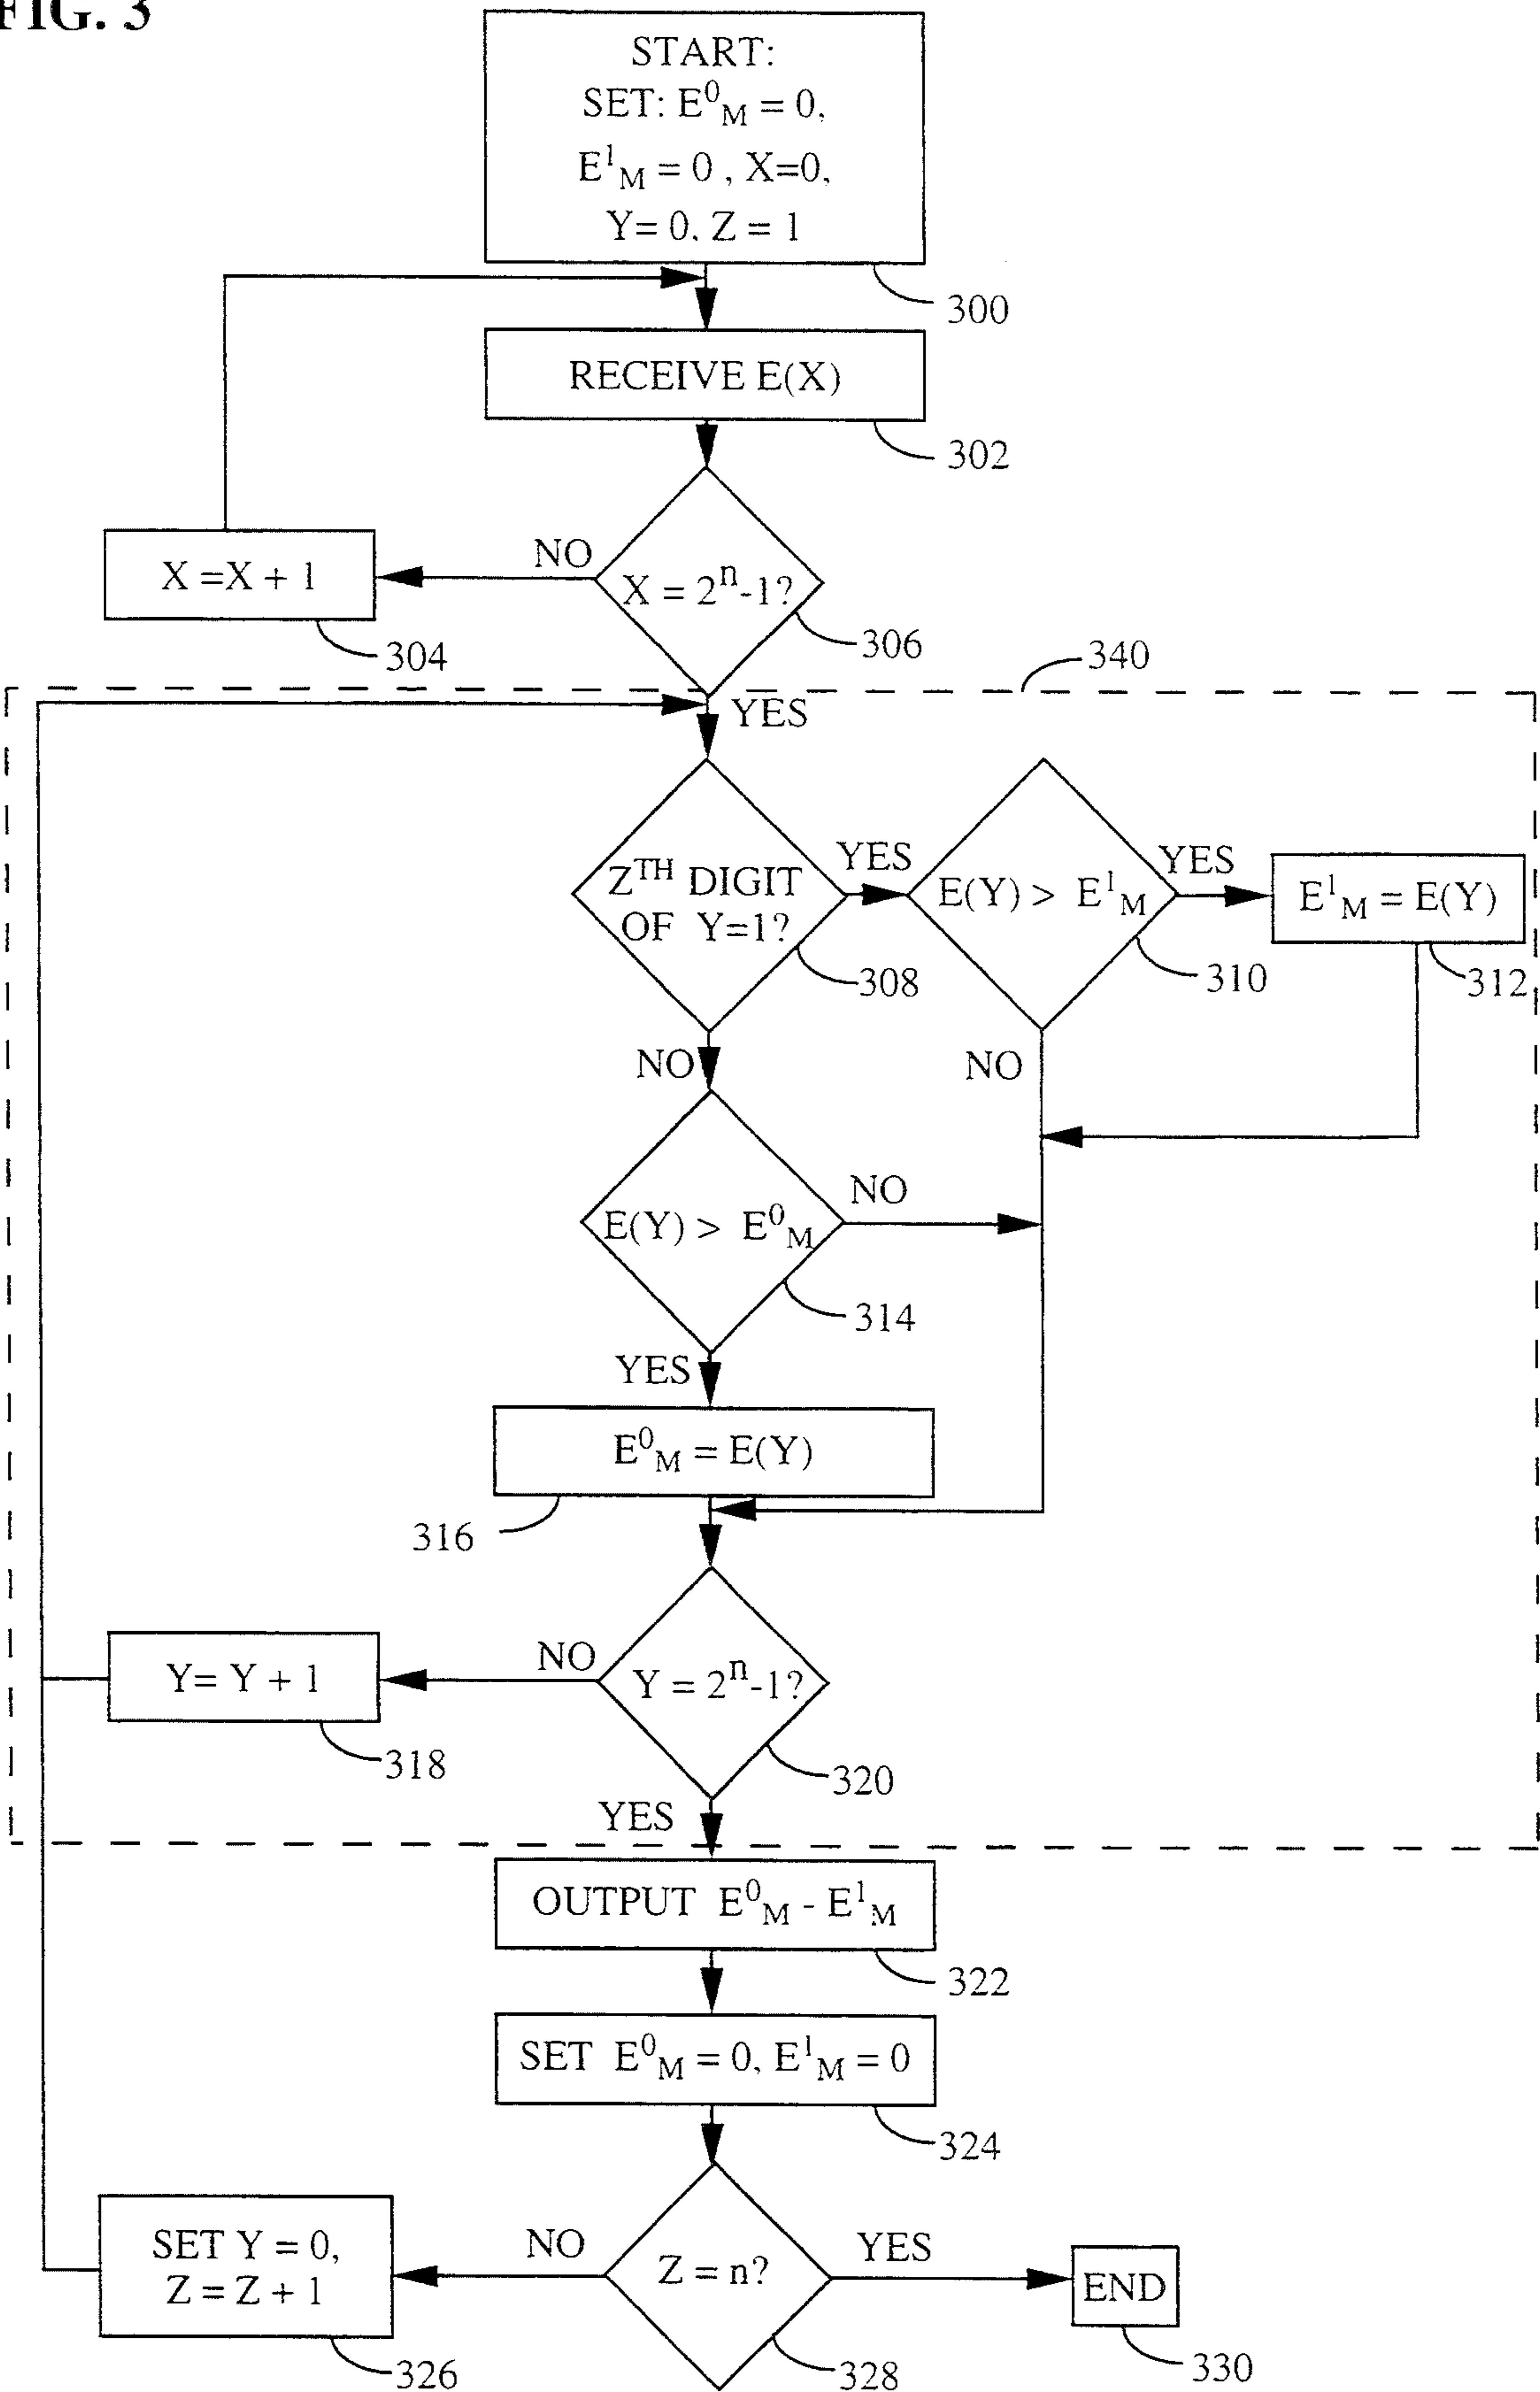 FIG. 3
START:
SET: E⁰M = 0,
E¹M = 0 , X=0,
Y= 0, Z = 1
300
RECEIVE E(X)
302
NO
X =X + 1
X = 2ⁿ-1?
304
306
340
YES
Zᵀᴴ DIGIT
OF Y=1?
308
YES
E(Y) > E¹M
310
YES
E¹M = E(Y)
312
NO
NO
E(Y) > E⁰M
NO
314
YES
E⁰M = E(Y)
316
NO
Y= Y + 1
Y = 2ⁿ-1?
318
320
YES
OUTPUT E⁰M - E¹M
322
SET E⁰M = 0, E¹M = 0
324
SET Y = 0,
Z = Z + 1
NO
Z = n?
YES
END
326
328
330